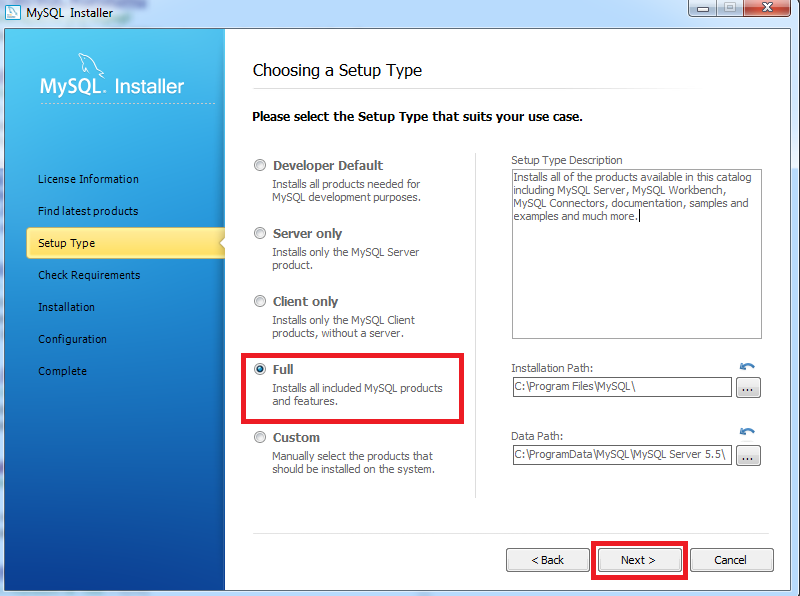 MySQL Installer
MySQL. Installer
License Information
Find latest products
Setup Type
Check Requirements
Installation
Configuration
Complete
Choosing a Setup Type
Please select the Setup Type that suits your use case.
Developer Default
Installs all products needed for
MySQL development purposes.
Server only
Installs only the MySQL Server
product.
Client only
Installs only the MySQL Client
products, without a server.
Full
Installs all included MySQL products
and features.
Custom
Manually select the products that
should be installed on the system.
Setup Type Description
Installs all of the products available in this catalog
including MySQL Server, MySQL Workbench,
MySQL Connectors, documentation, samples and
examples and much more.
Installation Path:
C:\Program Files\MySQL\
...
Data Path:
C:\ProgramData\MySQL\MySQL Server 5.5\
...
< Back
Next >
Cancel